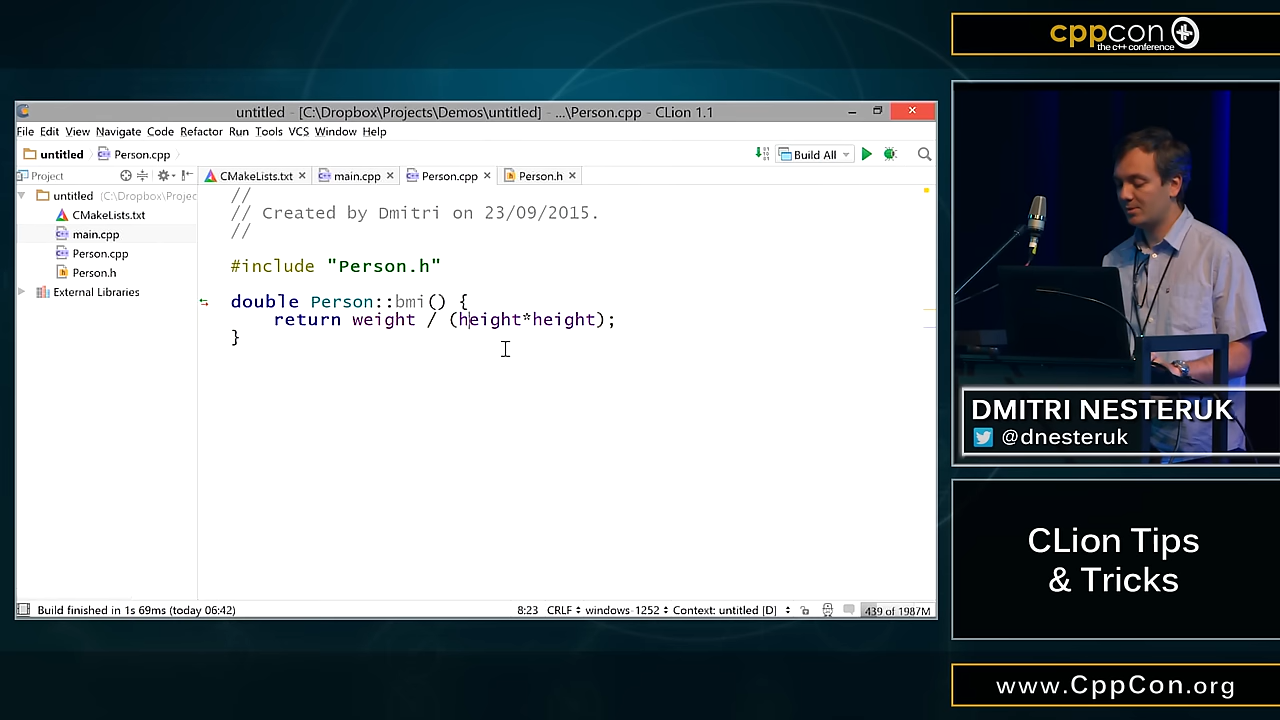 cppcon
the c++ conference
untitled - [C:\Dropbox\Projects\Demos\untitled] - ...\Person.cpp - CLion 1.1
File Edit View Navigate Code Refactor Run Tools VCS Window Help
untitled Person.cpp
Build All
Project
CMakeLists.txt main.cpp Person.cpp Person.h
untitled (C:\Dropbox\Projec
CMakeLists.txt
main.cpp
Person.cpp
Person.h
External Libraries
//
// Created by Dmitri on 23/09/2015.
//
#include "Person.h"
double Person::bmi() {
return weight / (height*height);
}
Build finished in 1s 69ms (today 06:42)
8:23 CRLF windows-1252 Context: untitled [D] 439 of 1987M
DMITRI NESTERUK
@dnesteruk
CLion Tips
& Tricks
www.CppCon.org